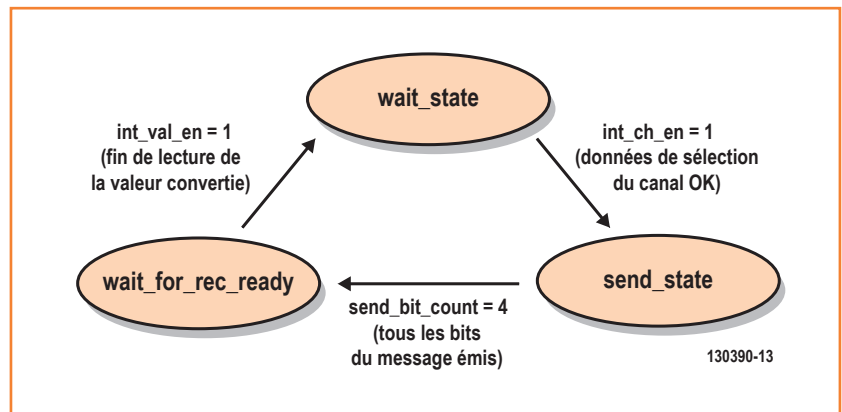 wait_state
int_val_en = 1
(fin de lecture de
la valeur convertie)
int_ch_en = 1
(données de sélection
du canal OK)
wait_for_rec_ready
send_state
send_bit_count = 4
(tous les bits
du message émis)
130390-13